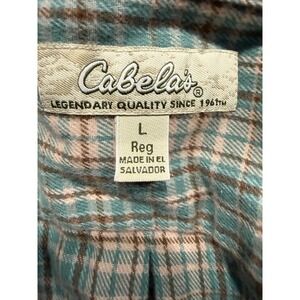 Cabela's®
LEGENDARY QUALITY SINCE 1961™
L
Reg
MADE IN EL
SALVADOR